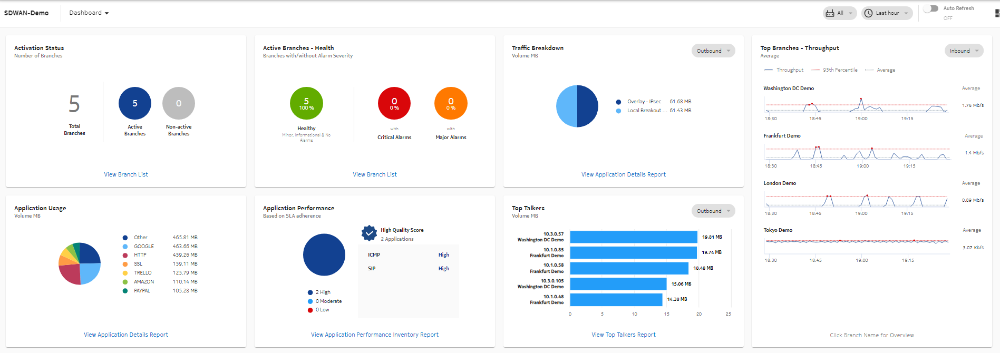 SDWAN-Demo
Dashboard
All
Last hour
Auto Refresh
OFF
Activation Status
Number of Branches
5
Total
Branches
5
Active
Branches
0
Non-active
Branches
View Branch List
Active Branches - Health
Branches with/without Alarm Severity
5
100 %
Healthy
Minor, Informational & No
Alarms
0
0 %
with
Critical Alarms
0
0 %
with
Major Alarms
View Branch List
Traffic Breakdown
Volume MB
Outbound
Overlay - IPsec 61.68 MB
Local Breakout ... 61.43 MB
View Application Details Report
Top Branches - Throughput
Average
Inbound
Throughput 95th Percentile Average
Washington DC Demo Average
1.76 Mb/s
18:30 18:45 19:00 19:15
Frankfurt Demo Average
1.4 Mb/s
18:30 18:45 19:00 19:15
London Demo Average
0.89 Mb/s
18:30 18:45 19:00 19:15
Tokyo Demo Average
3.07 Kb/s
18:30 18:45 19:00 19:15
Click Branch Name for Overview
Application Usage
Volume MB
Other 465.81 MB
GOOGLE 463.66 MB
HTTP 459.26 MB
SSL 159.11 MB
TRELLO 125.79 MB
AMAZON 110.14 MB
PAYPAL 105.28 MB
View Application Details Report
Application Performance
Based on SLA adherence
2 High
0 Moderate
0 Low
High Quality Score
2 Applications
ICMP High
SIP High
View Application Performance Inventory Report
Top Talkers
Volume MB
Outbound
10.3.0.57
Washington DC Demo
19.81 MB
10.1.0.85
Frankfurt Demo
19.74 MB
10.1.0.58
Frankfurt Demo
18.48 MB
10.3.0.105
Washington DC Demo
15.06 MB
10.1.0.48
Frankfurt Demo
14.38 MB
0 5 10 15 20 25
View Top Talkers Report